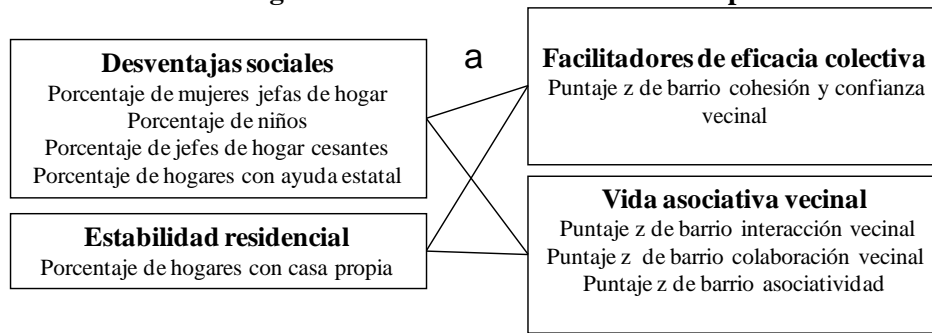 Desventajas sociales
Porcentaje de mujeres jefas de hogar
Porcentaje de niños
Porcentaje de jefes de hogar cesantes
Porcentaje de hogares con ayuda estatal
Estabilidad residencial
Porcentaje de hogares con casa propia
a
Facilitadores de eficacia colectiva
Puntaje z de barrio cohesión y confianza
vecinal
Vida asociativa vecinal
Puntaje z de barrio interacción vecinal
Puntaje z de barrio colaboración vecinal
Puntaje z de barrio asociatividad